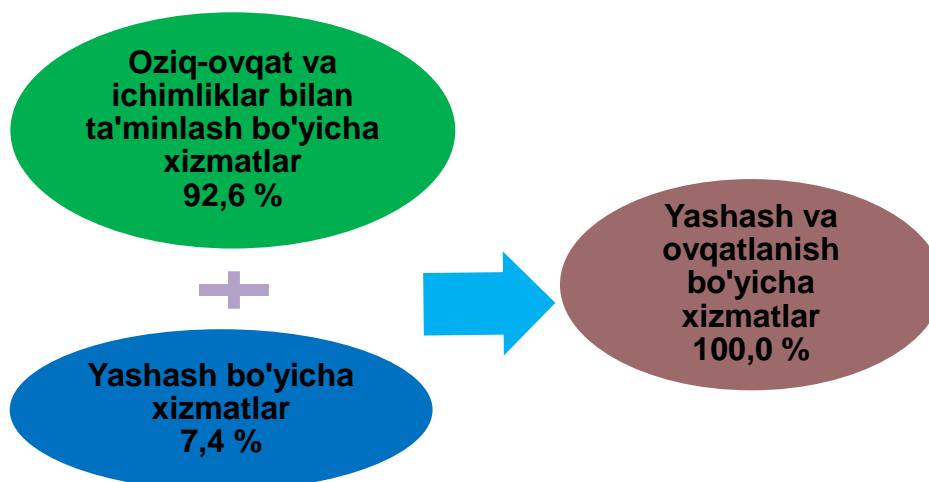 Oziq-ovqat va
ichimliklar bilan
ta'minlash bo'yicha
xizmatlar
92,6 %
Yashash bo'yicha
xizmatlar
7,4 %
Yashash va
ovqatlanish
bo'yicha
xizmatlar
100,0 %